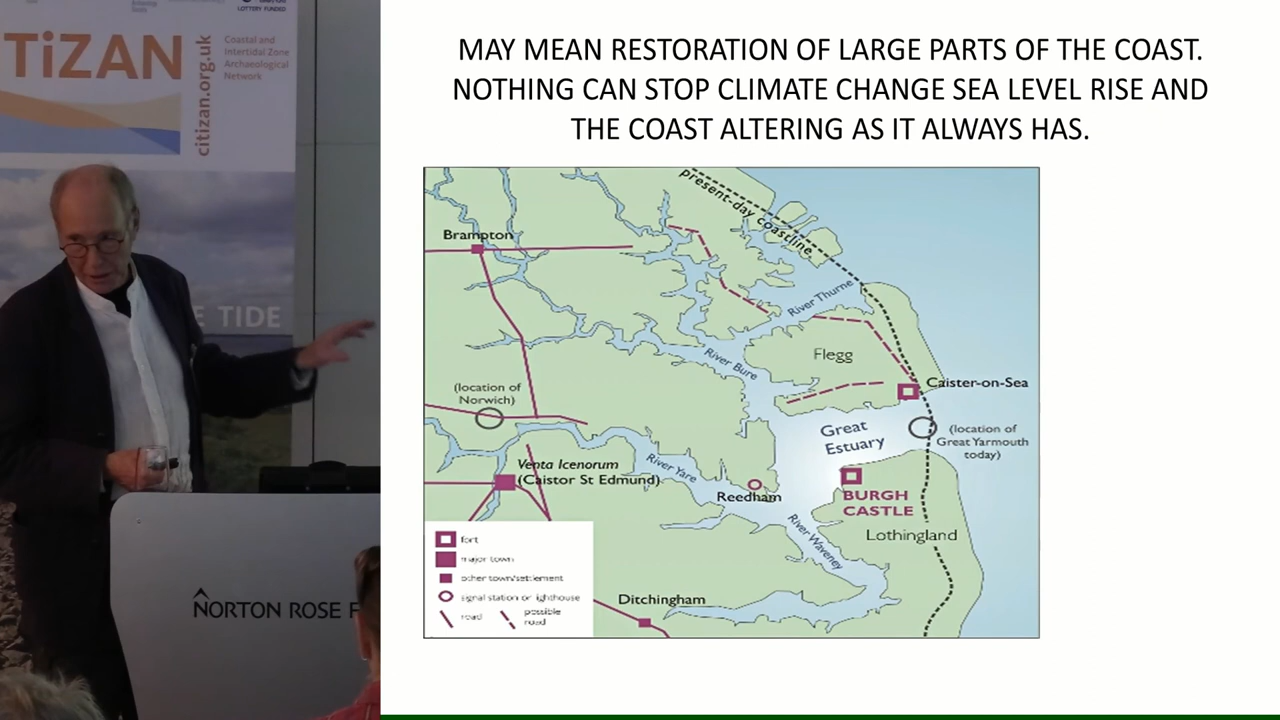 LOTTERY FUNDED
TiZAN
citizan.org.uk
Coastal and
Intertidal Zone
Archaeological
Network
E TIDE
NORTON ROSE F
MAY MEAN RESTORATION OF LARGE PARTS OF THE COAST.
NOTHING CAN STOP CLIMATE CHANGE SEA LEVEL RISE AND
THE COAST ALTERING AS IT ALWAYS HAS.
present-day coastline
Brampton
River Thurne
River Bure
Flegg
Caister-on-Sea
(location of
Norwich)
Great
Estuary
(location of
Great Yarmouth
today)
Venta Icenorum
(Caistor St Edmund)
River Yare
Reedham
BURGH
CASTLE
Lothingland
River Waveney
Ditchingham
fort
major town
other town/settlement
signal station or lighthouse
road
possible
road